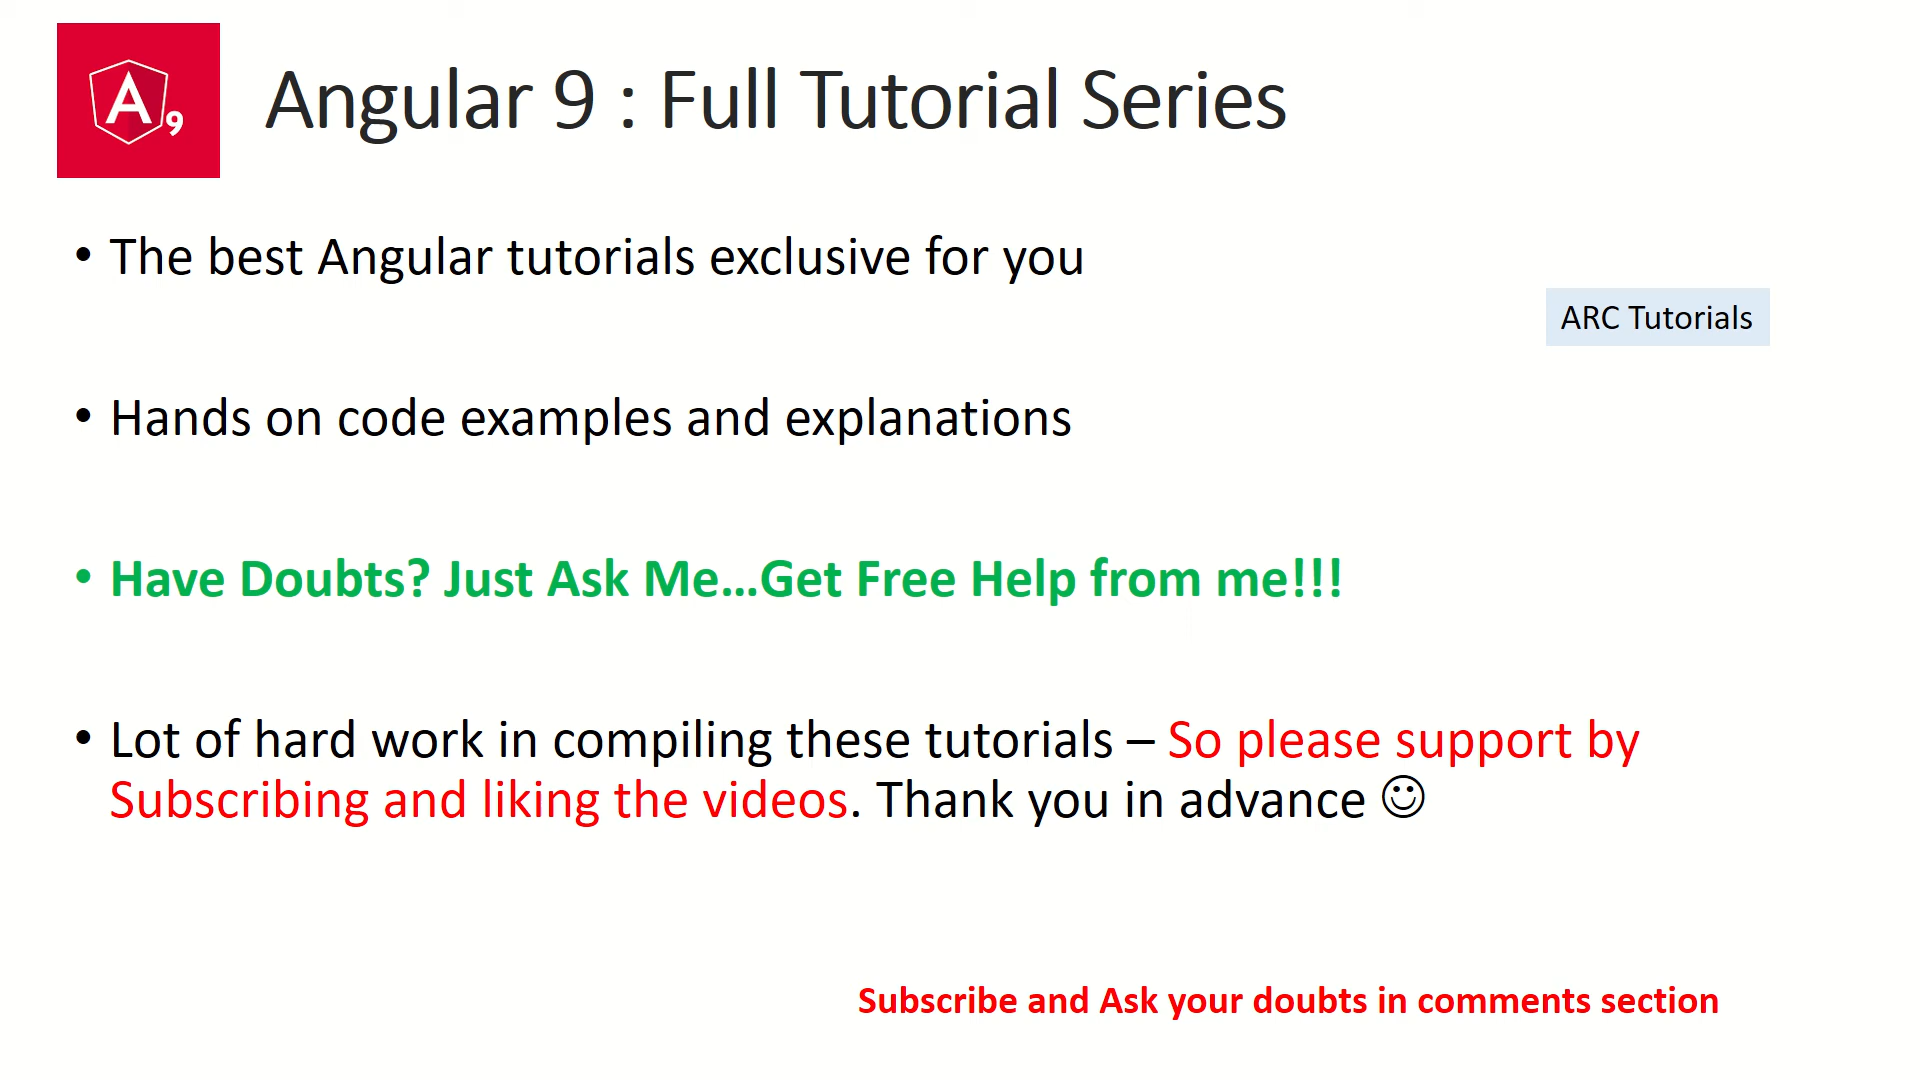 A9
Angular 9 : Full Tutorial Series
• The best Angular tutorials exclusive for you
ARC Tutorials
• Hands on code examples and explanations
• Have Doubts? Just Ask Me...Get Free Help from me!!!
• Lot of hard work in compiling these tutorials – So please support by
Subscribing and liking the videos. Thank you in advance ☺
Subscribe and Ask your doubts in comments section